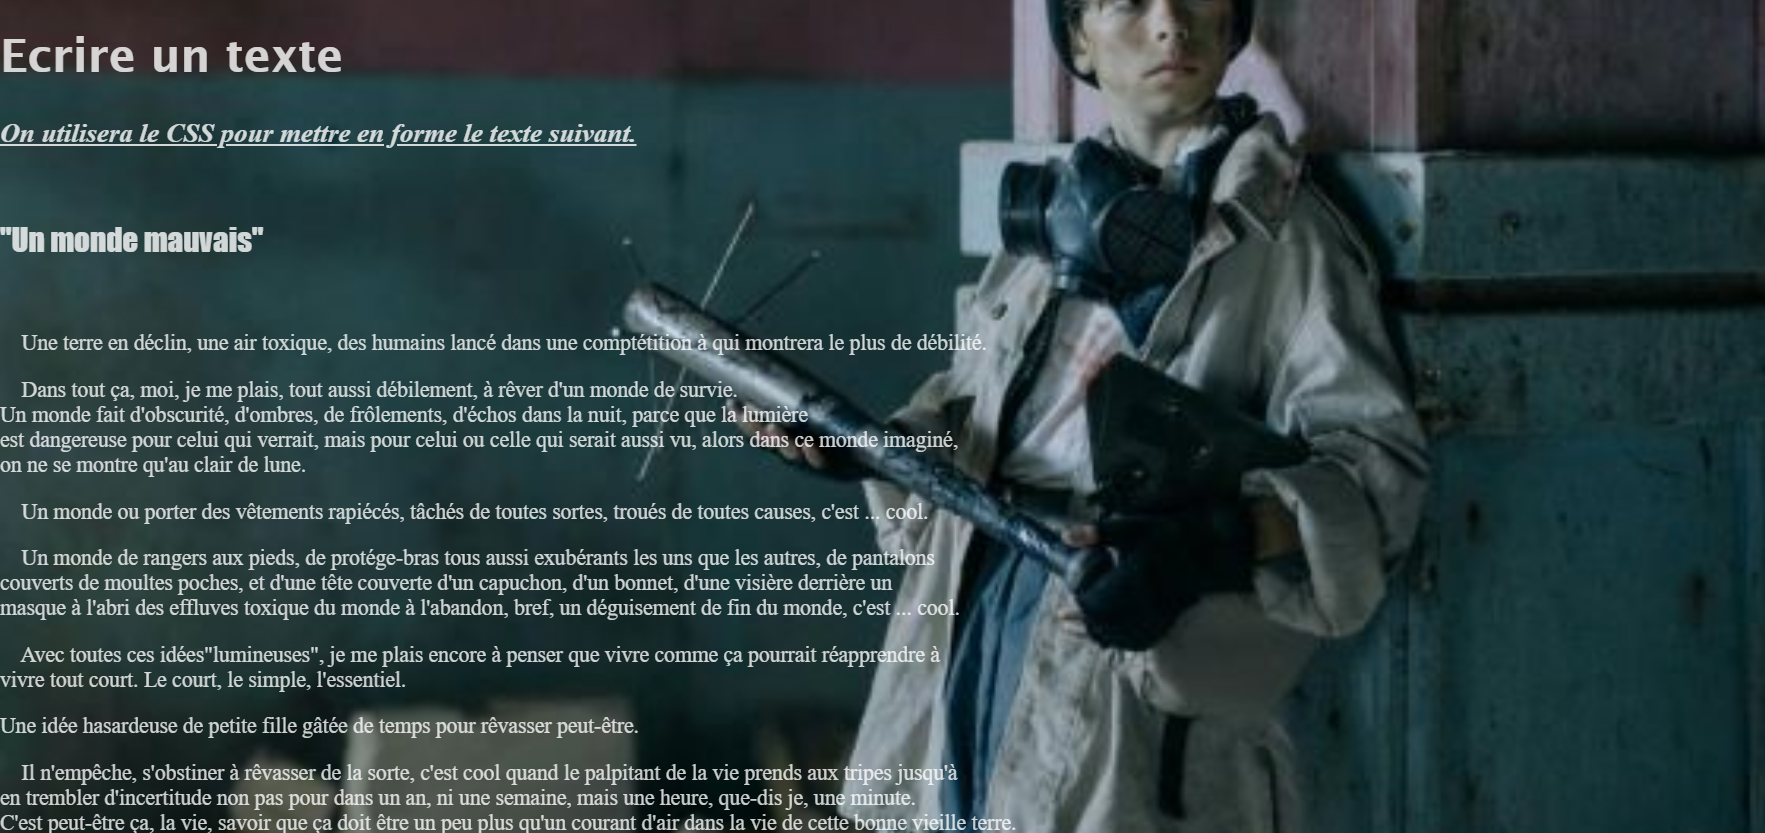 Ecrire un texte
On utilisera le CSS pour mettre en forme le texte suivant.
"Un monde mauvais"
Une terre en déclin, une air toxique, des humains lancé dans une comptétition à qui montrera le plus de débilité.
Dans tout ça, moi, je me plais, tout aussi débilement, à rêver d'un monde de survie.
Un monde fait d'obscurité, d'ombres, de frôlements, d'échos dans la nuit, parce que la lumière
est dangereuse pour celui qui verrait, mais pour celui ou celle qui serait aussi vu, alors dans ce monde imaginé,
on ne se montre qu'au clair de lune.
Un monde ou porter des vêtements rapiécés, tâchés de toutes sortes, troués de toutes causes, c'est ... cool.
Un monde de rangers aux pieds, de protége-bras tous aussi exubérants les uns que les autres, de pantalons
couverts de moultes poches, et d'une tête couverte d'un capuchon, d'un bonnet, d'une visière derrière un
masque à l'abri des effluves toxique du monde à l'abandon, bref, un déguisement de fin du monde, c'est ... cool.
Avec toutes ces idées"lumineuses", je me plais encore à penser que vivre comme ça pourrait réapprendre à
vivre tout court. Le court, le simple, l'essentiel.
Une idée hasardeuse de petite fille gâtée de temps pour rêvasser peut-être.
Il n'empêche, s'obstiner à rêvasser de la sorte, c'est cool quand le palpitant de la vie prends aux tripes jusqu'à
en trembler d'incertitude non pas pour dans un an, ni une semaine, mais une heure, que-dis je, une minute.
C'est peut-être ça, la vie, savoir que ça doit être un peu plus qu'un courant d'air dans la vie de cette bonne vieille terre.